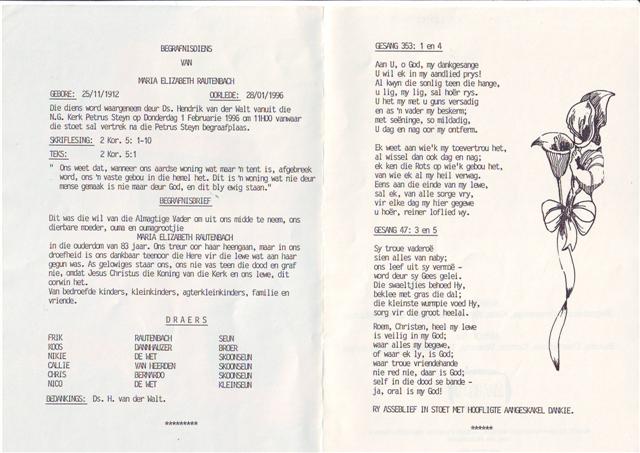 BEGRAFNISDIENS
VAN
MARIA ELIZABETH RAUTENBACH
GEBORE: 25/11/1912 OORLEDE: 28/01/1996
Die diens word waargeneem deur Ds. Hendrik van der Walt vanuit die
N.G. Kerk Petrus Steyn op Donderdag 1 Februarie 1996 om 11H00 vanwaar
die stoet sal vertrek na die Petrus Steyn begraafplaas.
SKRIFLESING: 2 Kor. 5: 1-10
TEKS: 2 Kor. 5:1
" Ons weet dat, wanneer ons aardse woning wat maar 'n tent is, afgebreek
word, ons 'n vaste gebou in die hemel het. Dit is 'n woning wat nie deur
mense gemaak is nie maar deur God, en dit bly ewig staan."
BEGRAFNISBRIEF
Dit was die wil van die Almagtige Vader om uit ons midde te neem, ons
dierbare moeder, ouma en oumagrootjie
MARIA ELIZABETH RAUTENBACH
in die ouderdom van 83 jaar. Ons treur oor haar heengaan, maar in ons
droefheid is ons dankbaar teenoor die Here vir die lewe wat aan haar
gegun was. As gelowiges staar ons, ons nie vas teen die dood en graf
nie, omdat Jesus Christus die Koning van die Kerk en ons lewe, dit
oorwin het.
Van bedroefde kinders, kleinkinders, agterkleinkinders, familie en
vriende.
DRAERS
FRIK RAUTENBACH SEUN
KOOS DANNHAUZER BROER
NIKIE DE WET SKOONSEUN
CALLIE VAN HEERDEN SKOONSEUN
CHRIS BERNARDO SKOONSEUN
NICO DE WET KLEINSEUN
BEDANKINGS: Ds. H. van der Walt.
*********
GESANG 353: 1 en 4
Aan U, o God, my dankgesange
U wil ek in my aandlied prys!
Al kwyn die sonlig teen die hange,
u lig, my lig, sal hoër rys.
U het my met u guns versadig
en as 'n vader my beskerm;
met seëninge, so mildadig,
U dag en nag oor my ontferm.
Ek weet aan wie'k my toevertrou het,
al wissel dan ook dag en nag;
ek ken die Rots op wie'k gebou het,
van wie ek al my heil verwag.
Eens aan die einde van my lewe,
sal ek, van alle sorge vry,
vir elke dag my hier gegewe
u hoër, reiner loflied wy.
GESANG 47: 3 en 5
Sy troue vaderoë
sien alles van naby;
ons leef uit sy vermoë -
word deur sy Gees gelei.
Die swaeltjies behoed Hy,
beklee met gras die dal;
die kleinste wurmpie voed Hy,
sorg vir die groot heelal.
Roem, Christen, heel my lewe
is veilig in my God;
waar alles my begewe,
of waar ek ly, is God;
waar troue vriendehande
nie red nie, daar is God;
self in die dood se bande -
ja, oral is my God!
RY ASSEBLIEF IN STOET MET HOOFLIGTE AANGESKAKEL DANKIE.
******